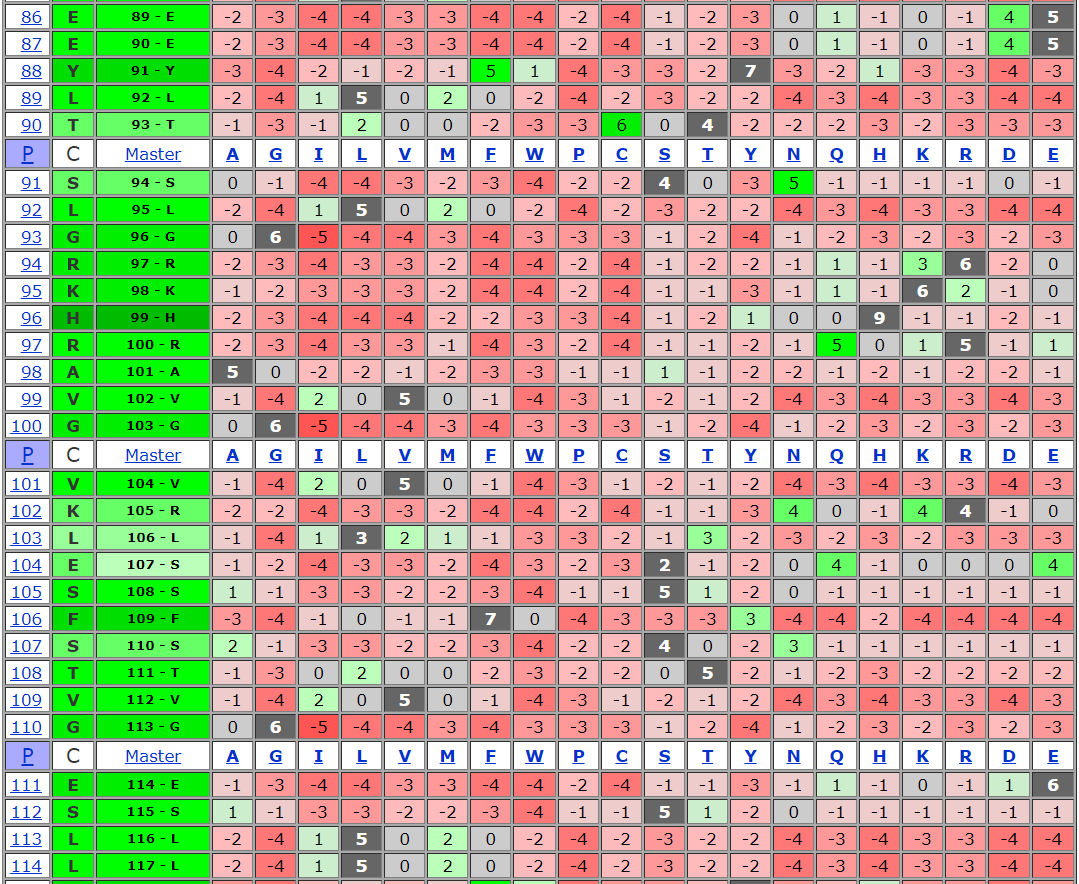 86 E 89 - E -2 -3 -4 -4 -3 -3 -4 -4 -2 -4 -1 -2 -3 0 1 -1 0 -1 4 5
87 E 90 - E -2 -3 -4 -4 -3 -3 -4 -4 -2 -4 -1 -2 -3 0 1 -1 0 -1 4 5
88 Y 91 - Y -3 -4 -2 -1 -2 -1 5 1 -4 -3 -3 -2 7 -3 -2 1 -3 -3 -4 -3
89 L 92 - L -2 -4 1 5 0 2 0 -2 -4 -2 -3 -2 -2 -4 -3 -4 -3 -3 -4 -4
90 T 93 - T -1 -3 -1 2 0 0 -2 -3 -3 6 0 4 -2 -2 -2 -3 -2 -3 -3 -3
P C Master A G I L V M F W P C S T Y N Q H K R D E
91 S 94 - S 0 -1 -4 -4 -3 -2 -3 -4 -2 -2 4 0 -3 5 -1 -1 -1 -1 0 -1
92 L 95 - L -2 -4 1 5 0 2 0 -2 -4 -2 -3 -2 -2 -4 -3 -4 -3 -3 -4 -4
93 G 96 - G 0 6 -5 -4 -4 -3 -4 -3 -3 -3 -1 -2 -4 -1 -2 -3 -2 -3 -2 -3
94 R 97 - R -2 -3 -4 -3 -3 -2 -4 -4 -2 -4 -1 -2 -2 -1 1 -1 3 6 -2 0
95 K 98 - K -1 -2 -3 -3 -3 -2 -4 -4 -2 -4 -1 -1 -3 -1 1 -1 6 2 -1 0
96 H 99 - H -2 -3 -4 -4 -4 -2 -2 -3 -3 -4 -1 -2 1 0 0 9 -1 -1 -2 -1
97 R 100 - R -2 -3 -4 -3 -3 -1 -4 -3 -2 -4 -1 -1 -2 -1 5 0 1 5 -1 1
98 A 101 - A 5 0 -2 -2 -1 -2 -3 -3 -1 -1 1 -1 -2 -2 -1 -2 -1 -2 -2 -1
99 V 102 - V -1 -4 2 0 5 0 -1 -4 -3 -1 -2 -1 -2 -4 -3 -4 -3 -3 -4 -3
100 G 103 - G 0 6 -5 -4 -4 -3 -4 -3 -3 -3 -1 -2 -4 -1 -2 -3 -2 -3 -2 -3
P C Master A G I L V M F W P C S T Y N Q H K R D E
101 V 104 - V -1 -4 2 0 5 0 -1 -4 -3 -1 -2 -1 -2 -4 -3 -4 -3 -3 -4 -3
102 K 105 - R -2 -2 -4 -3 -3 -2 -4 -4 -2 -4 -1 -1 -3 4 0 -1 4 4 -1 0
103 L 106 - L -1 -4 1 3 2 1 -1 -3 -3 -2 -1 3 -2 -3 -2 -3 -2 -3 -3 -3
104 E 107 - S -1 -2 -4 -3 -3 -2 -4 -3 -2 -3 2 -1 -2 0 4 -1 0 0 0 4
105 S 108 - S 1 -1 -3 -3 -2 -2 -3 -4 -1 -1 5 1 -2 0 -1 -1 -1 -1 -1 -1
106 F 109 - F -3 -4 -1 0 -1 -1 7 0 -4 -3 -3 -3 3 -4 -4 -2 -4 -4 -4 -4
107 S 110 - S 2 -1 -3 -3 -2 -2 -3 -4 -2 -2 4 0 -2 3 -1 -1 -1 -1 -1 -1
108 T 111 - T -1 -3 0 2 0 0 -2 -3 -2 -2 0 5 -2 -1 -2 -3 -2 -2 -2 -2
109 V 112 - V -1 -4 2 0 5 0 -1 -4 -3 -1 -2 -1 -2 -4 -3 -4 -3 -3 -4 -3
110 G 113 - G 0 6 -5 -4 -4 -3 -4 -3 -3 -3 -1 -2 -4 -1 -2 -3 -2 -3 -2 -3
P C Master A G I L V M F W P C S T Y N Q H K R D E
111 E 114 - E -1 -3 -4 -4 -3 -3 -4 -4 -2 -4 -1 -1 -3 -1 1 -1 0 -1 1 6
112 S 115 - S 1 -1 -3 -3 -2 -2 -3 -4 -1 -1 5 1 -2 0 -1 -1 -1 -1 -1 -1
113 L 116 - L -2 -4 1 5 0 2 0 -2 -4 -2 -3 -2 -2 -4 -3 -4 -3 -3 -4 -4
114 L 117 - L -2 -4 1 5 0 2 0 -2 -4 -2 -3 -2 -2 -4 -3 -4 -3 -3 -4 -4